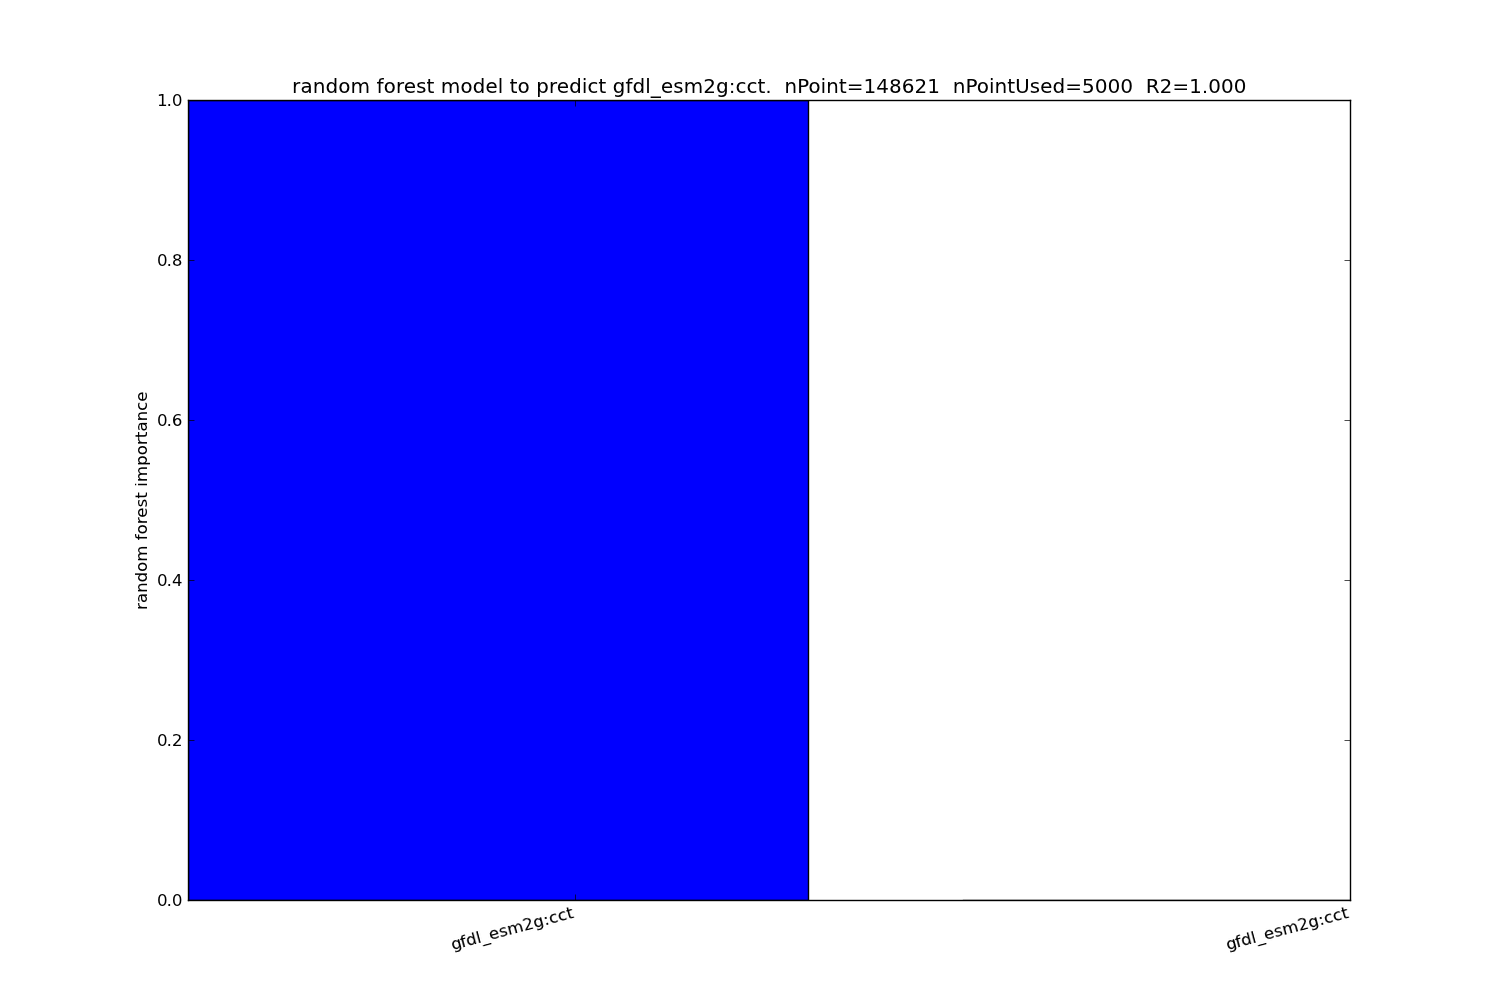 random forest model to predict gfdl_esm2g:cct.  nPoint=148621  nPointUsed=5000  R2=1.000
1.0
0.8
0.6
0.4
0.2
0.0
random forest importance
gfdl_esm2g:cct
gfdl_esm2g:cct